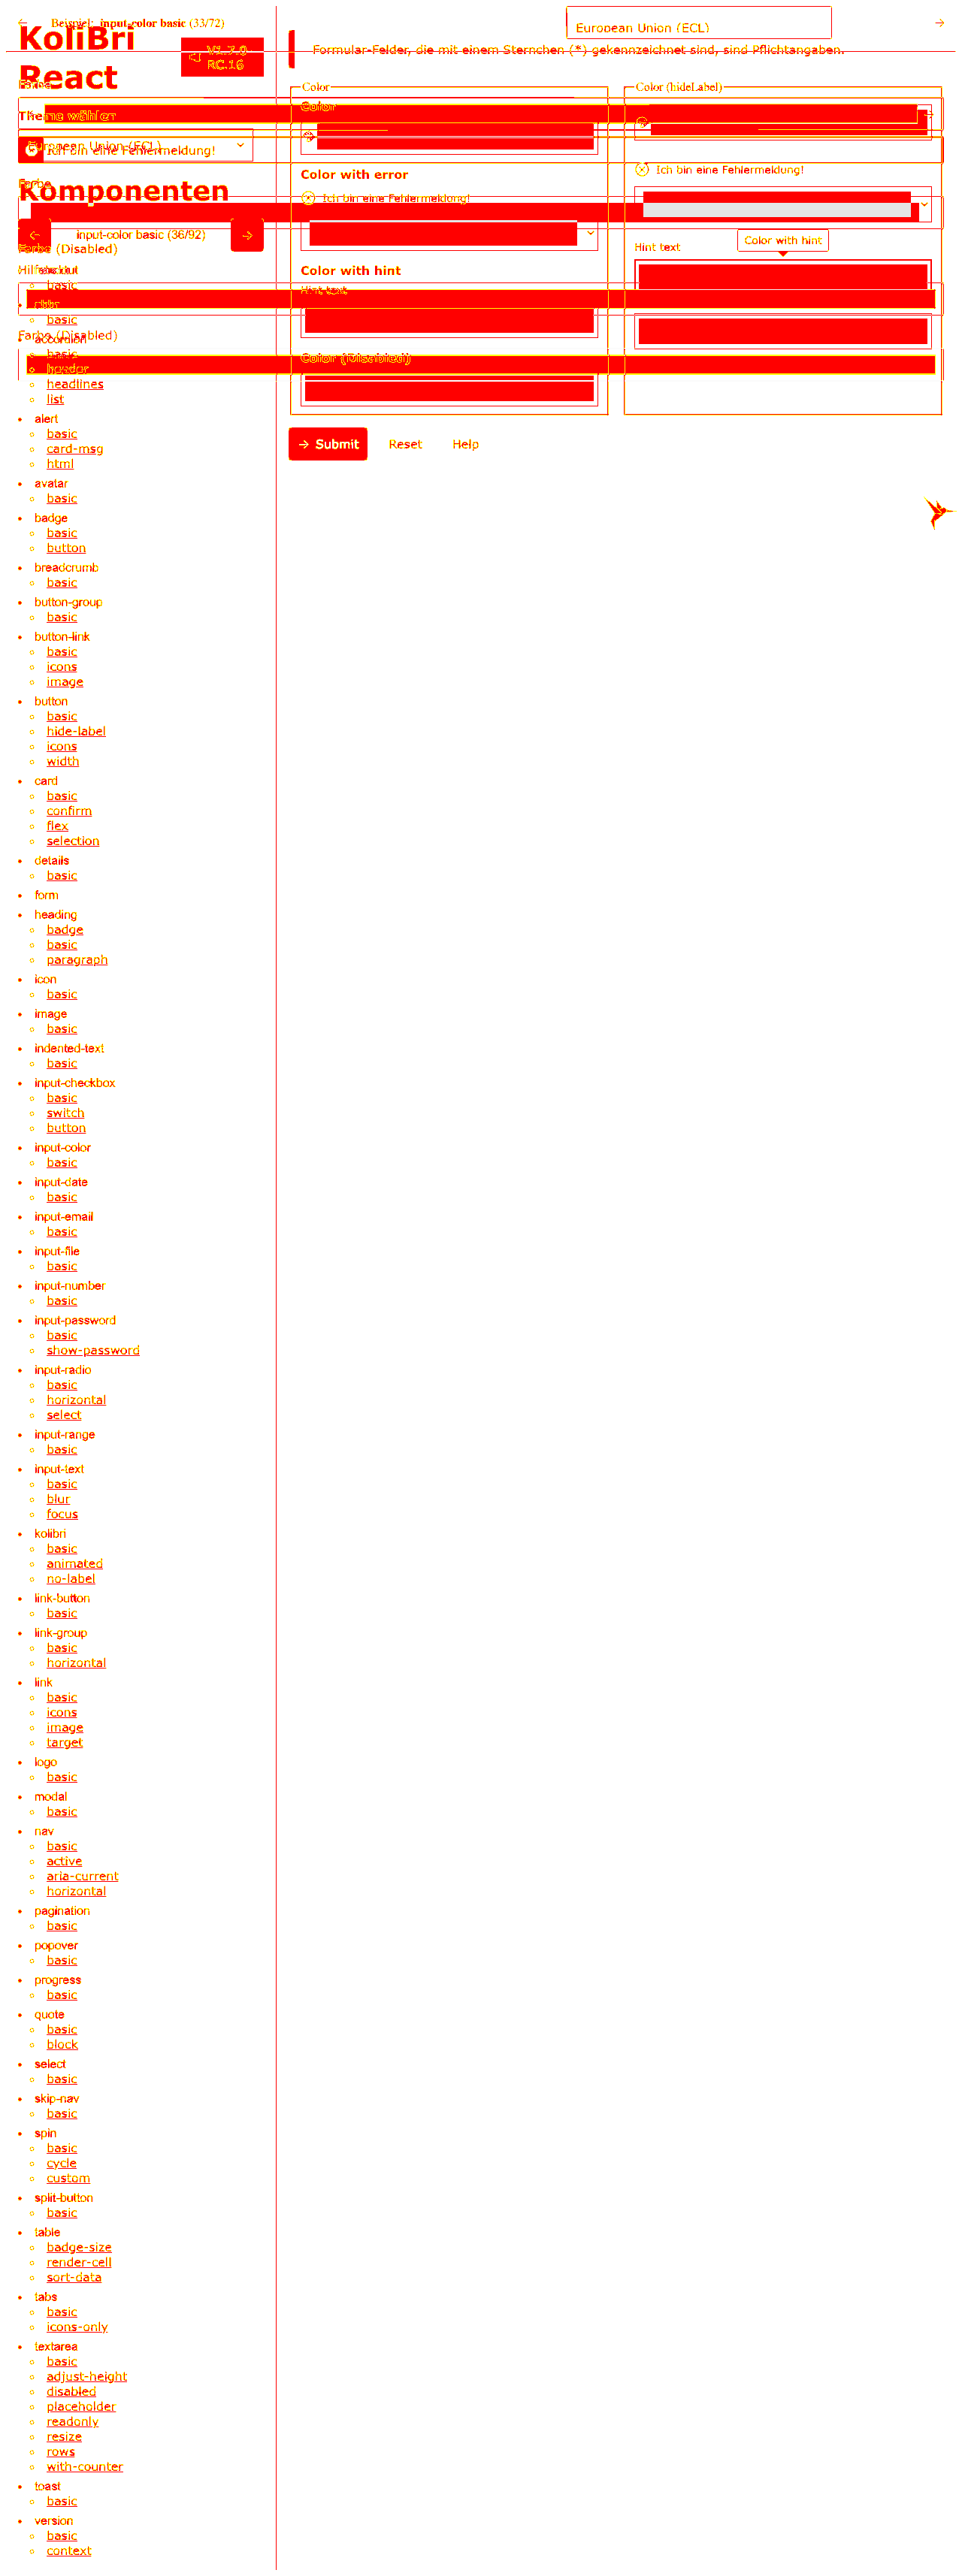 Beispiel: input-color basic (33/72)
European Union (ECL)
KoliBri
React
V1.7.0-
RC.16
Formular-Felder, die mit einem Sternchen (*) gekennzeichnet sind, sind Pflichtangaben.
Farbe
Theme wähler
European Union (ECL)
Ich bin eine Fehlermeldung!
Farbe
Komponenten
input-color basic (36/92)
Farbe (Disabled)
Hilfe
basic
abbr
basic
Farbe (Disabled)
accordion
basic
header
headlines
list
alert
basic
card-msg
html
avatar
basic
badge
basic
button
breadcrumb
basic
button-group
basic
button-link
basic
icons
image
button
basic
hide-label
icons
width
card
basic
confirm
flex
selection
details
basic
form
heading
badge
basic
paragraph
icon
basic
image
basic
indented-text
basic
input-checkbox
basic
switch
button
input-color
basic
input-date
basic
input-email
basic
input-file
basic
input-number
basic
input-password
basic
show-password
input-radio
basic
horizontal
select
input-range
basic
input-text
basic
blur
focus
kolibri
basic
animated
no-label
link-button
basic
link-group
basic
horizontal
link
basic
icons
image
target
logo
basic
modal
basic
nav
basic
active
aria-current
horizontal
pagination
basic
popover
basic
progress
basic
quote
basic
block
select
basic
skip-nav
basic
spin
basic
cycle
custom
split-button
basic
table
badge-size
render-cell
sort-data
tabs
basic
icons-only
textarea
basic
adjust-height
disabled
placeholder
readonly
resize
rows
with-counter
toast
basic
version
basic
context
Color
Color
Color with error
Ich bin eine Fehlermeldung!
Color with hint
Hint text
Color (Disabled)
Color (hideLabel)
Ich bin eine Fehlermeldung!
Color with hint
Hint text
Submit
Reset
Help